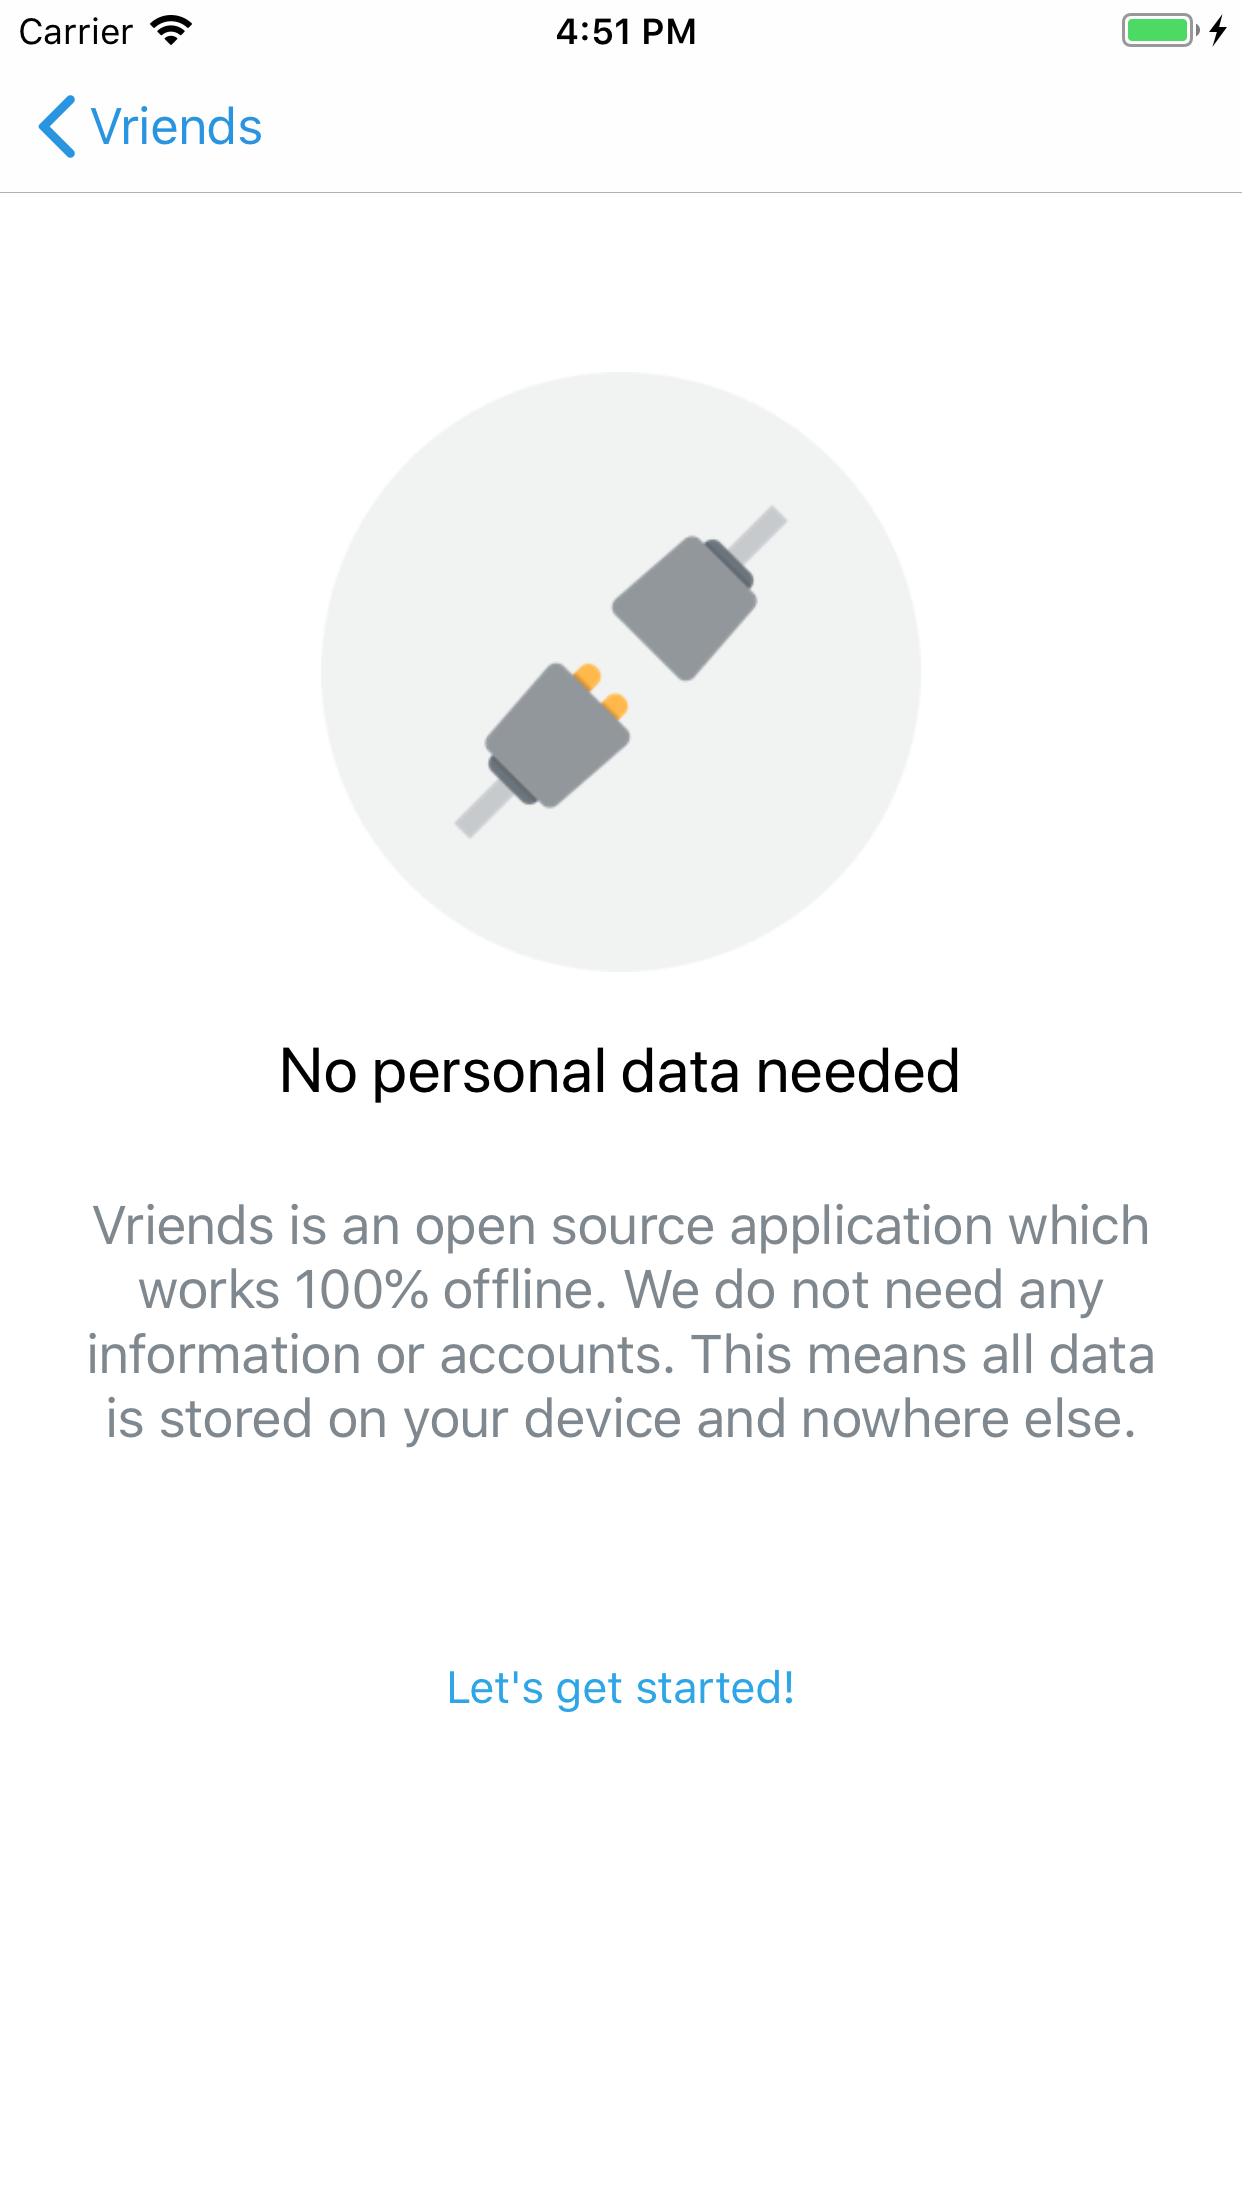 Carrier 4:51 PM
Vriends
No personal data needed
Vriends is an open source application which
works 100% offline. We do not need any
information or accounts. This means all data
is stored on your device and nowhere else.
Let's get started!